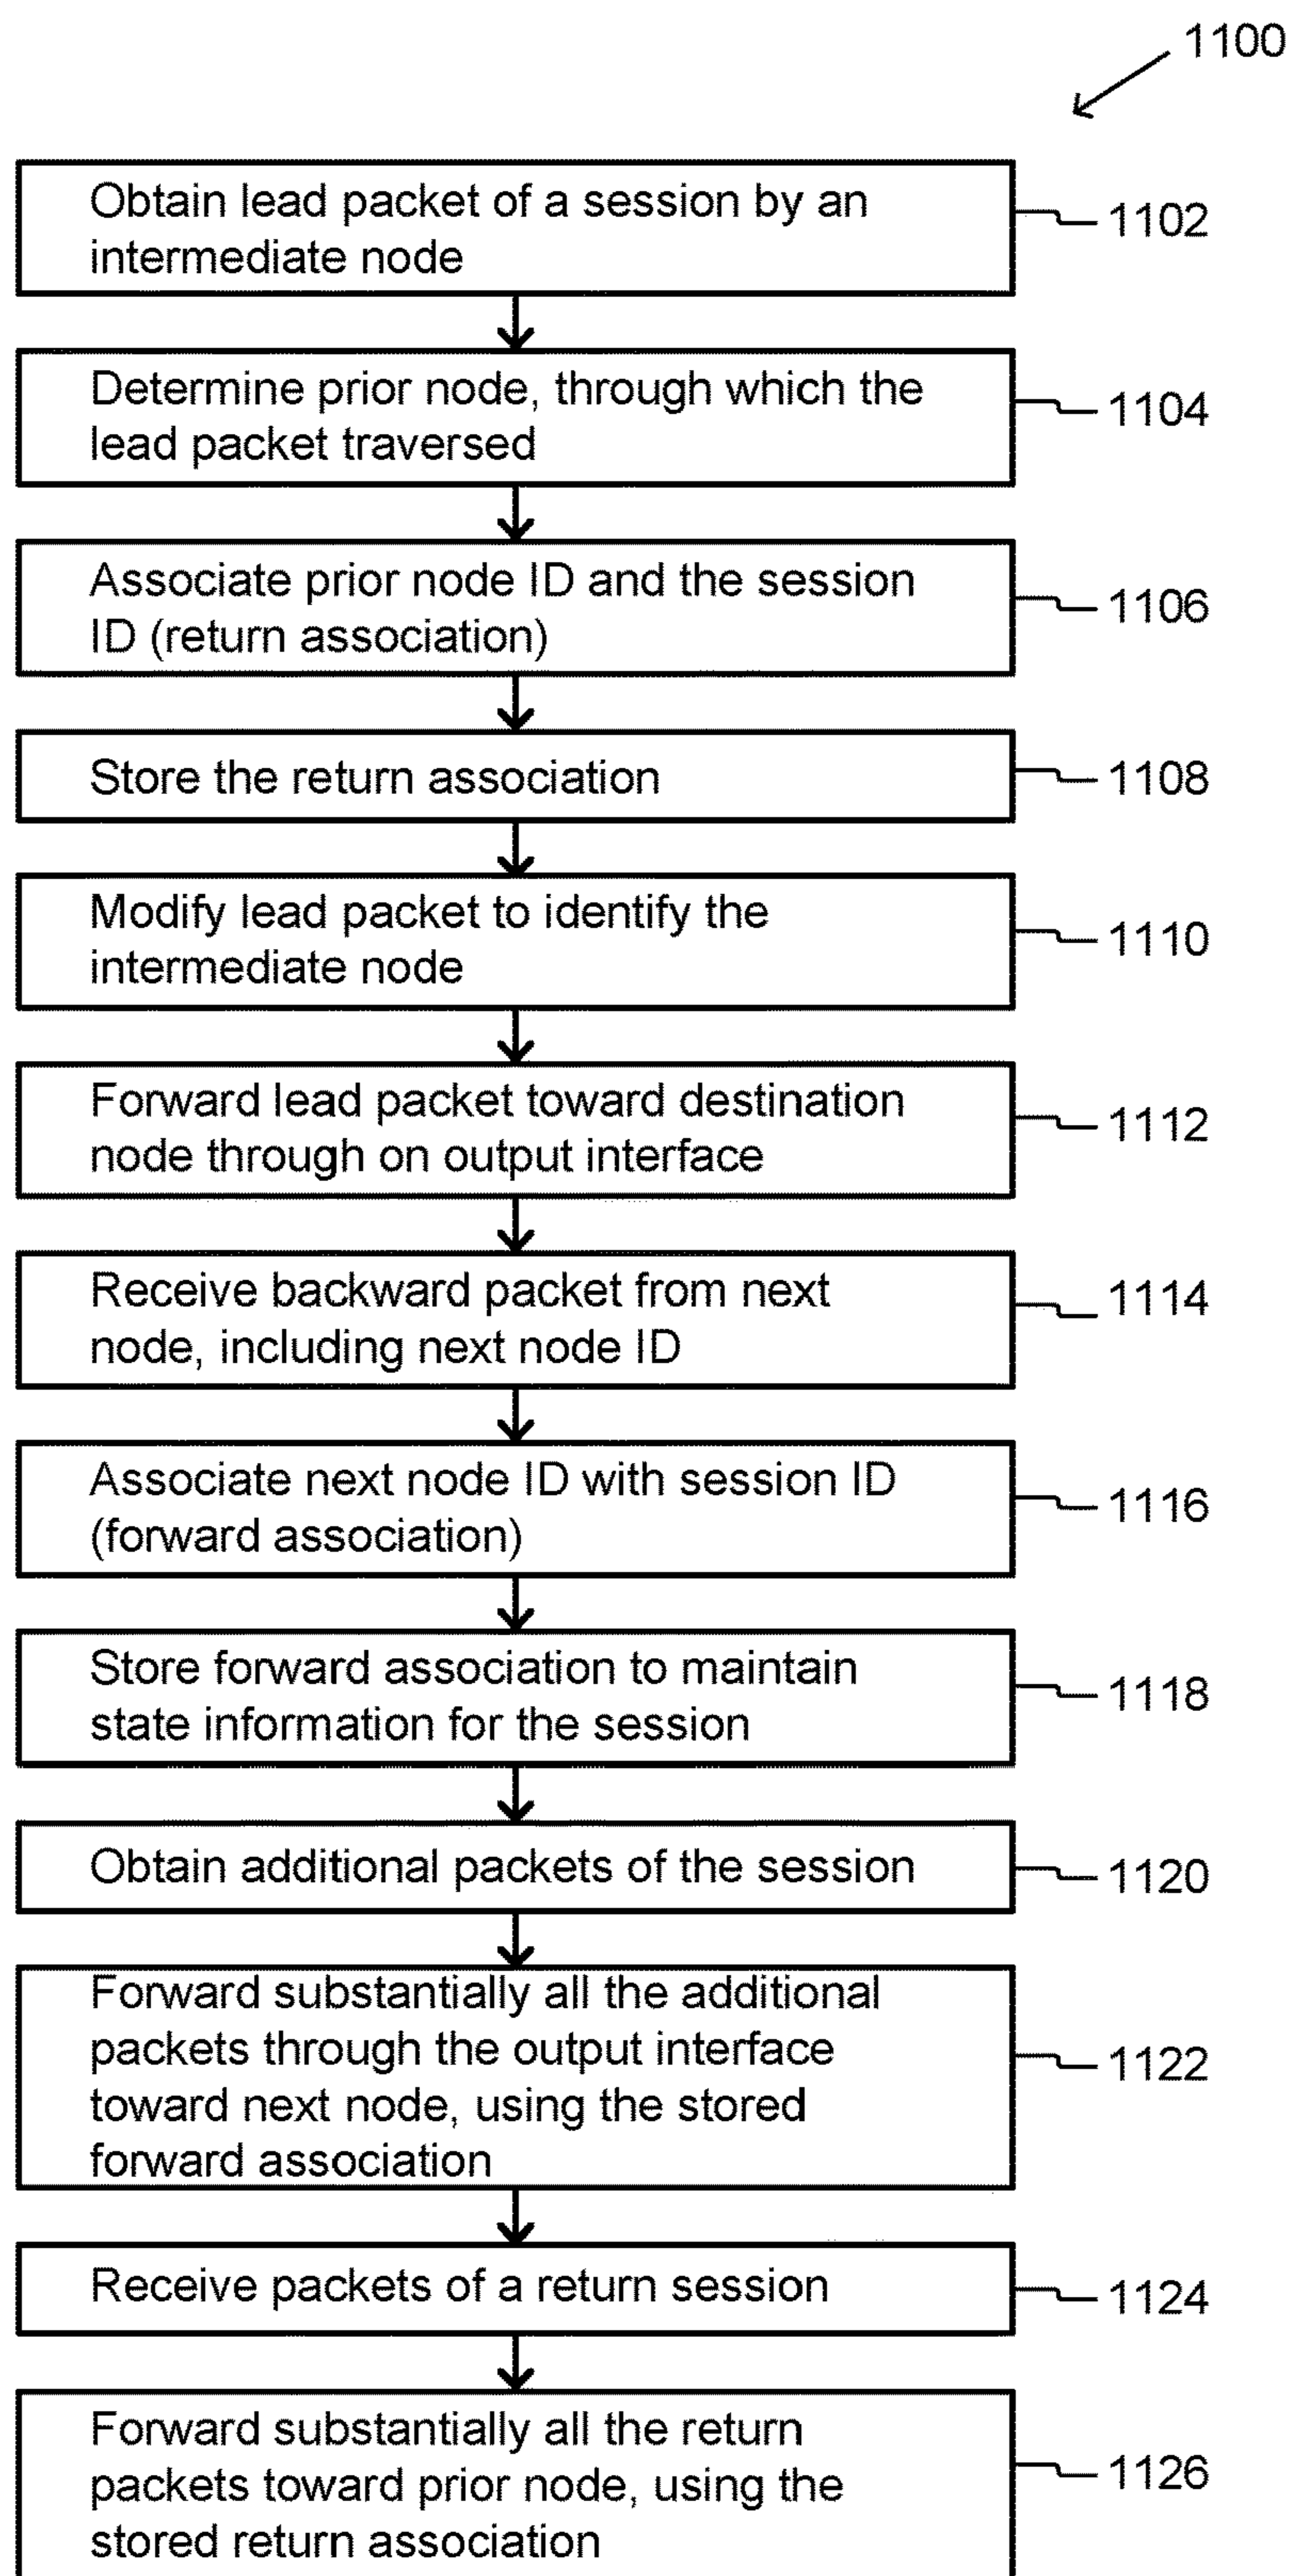 1100
Obtain lead packet of a session by an
intermediate node
1102
Determine prior node, through which the
lead packet traversed
1104
Associate prior node ID and the session
ID (return association)
1106
Store the return association
1108
Modify lead packet to identify the
intermediate node
1110
Forward lead packet toward destination
node through on output interface
1112
Receive backward packet from next
node, including next node ID
1114
Associate next node ID with session ID
(forward association)
1116
Store forward association to maintain
state information for the session
1118
Obtain additional packets of the session
1120
Forward substantially all the additional
packets through the output interface
toward next node, using the stored
forward association
1122
Receive packets of a return session
1124
Forward substantially all the return
packets toward prior node, using the
stored return association
1126